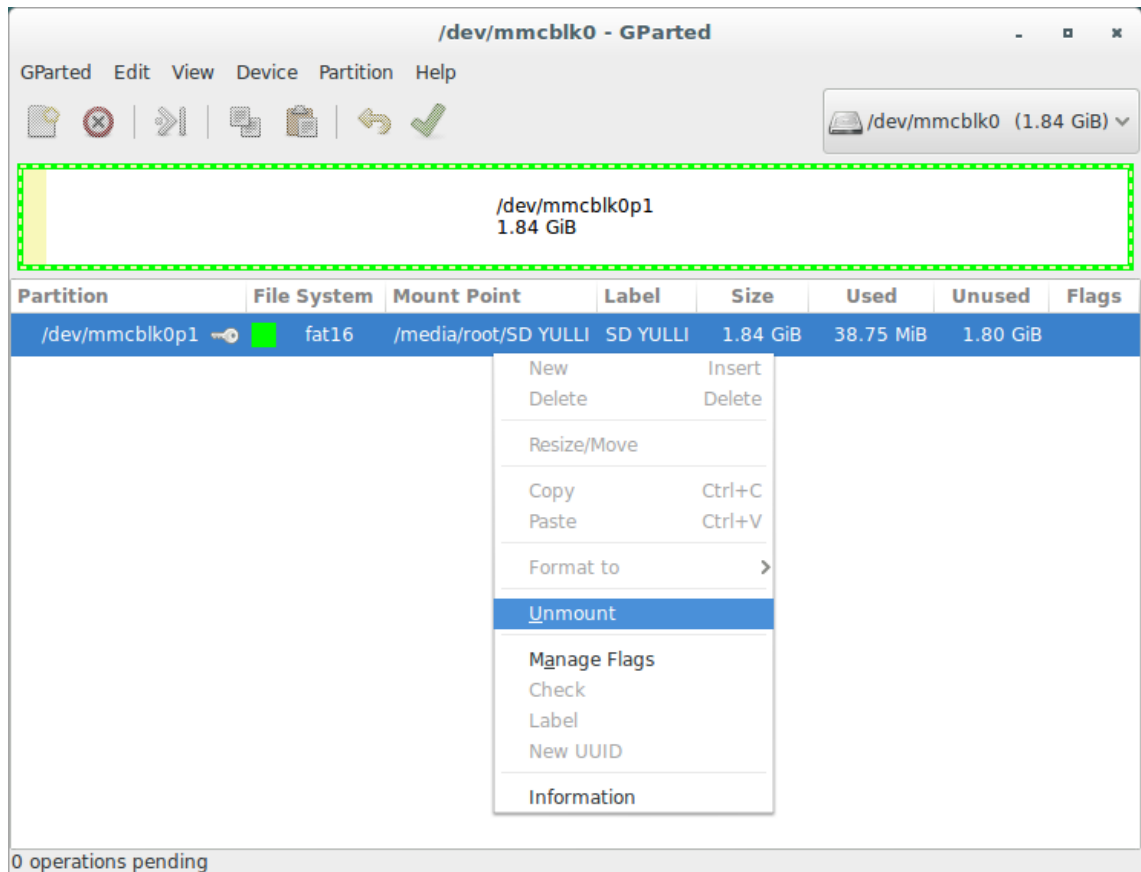 /dev/mmcblk0 - GParted
GParted Edit View Device Partition Help
/dev/mmcblk0 (1.84 GiB)
/dev/mmcblk0p1
1.84 GiB
Partition File System Mount Point Label Size Used Unused Flags
/dev/mmcblk0p1 fat16 /media/root/SD YULLI SD YULLI 1.84 GiB 38.75 MiB 1.80 GiB
New Insert
Delete Delete
Resize/Move
Copy Ctrl+C
Paste Ctrl+V
Format to
Unmount
Manage Flags
Check
Label
New UUID
Information
0 operations pending